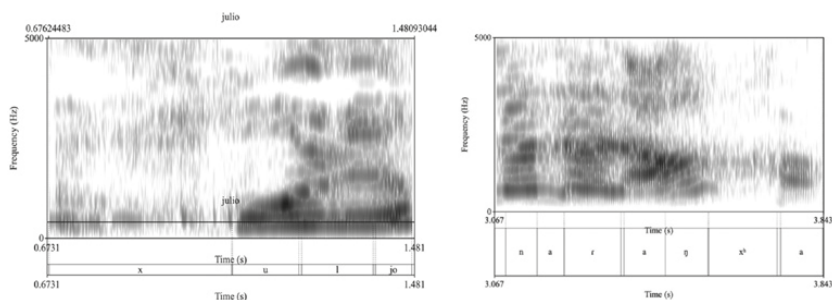 julio
0.67624483 1.48093044
5000
Frequency (Hz)
julio
0
0.6731 1.481
Time (s)
x u l jo
0.6731 1.481
Time (s)
5000
Frequency (Hz)
0
3.067 3.843
Time (s)
n a ɾ a ŋ xʰ a
3.067 3.843
Time (s)